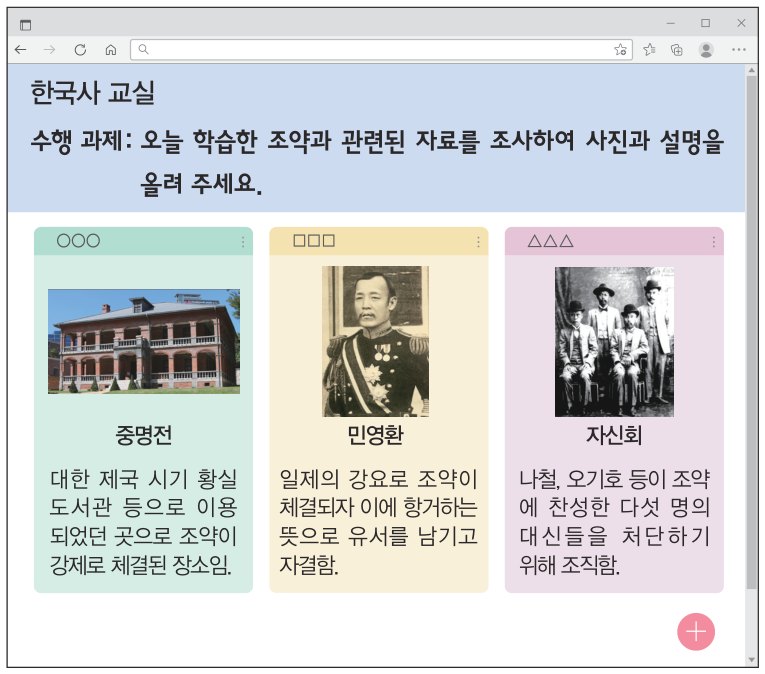 한국사 교실
수행 과제: 오늘 학습한 조약과 관련된 자료를 조사하여 사진과 설명을
올려 주세요.
○○○
중명전
대한 제국 시기 황실
도서관 등으로 이용
되었던 곳으로 조약이
강제로 체결된 장소임.
□□□
민영환
일제의 강요로 조약이
체결되자 이에 항거하는
뜻으로 유서를 남기고
자결함.
△△△
자신회
나철, 오기호 등이 조약
에 찬성한 다섯 명의
대신들을 처단하기
위해 조직함.